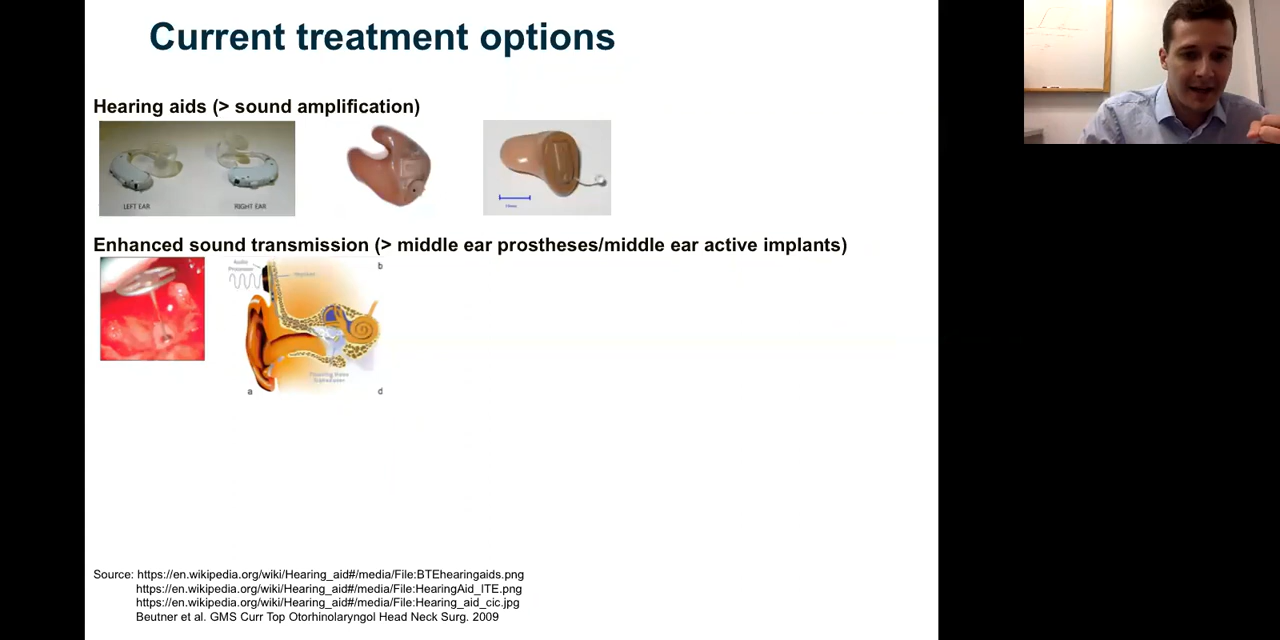 Current treatment options
Hearing aids (> sound amplification)
LEFT EAR
RIGHT EAR
Enhanced sound transmission (> middle ear prostheses/middle ear active implants)
Audio
Processor
b
a
d
Source: https://en.wikipedia.org/wiki/Hearing_aid#/media/File:BTEhearingaids.png
https://en.wikipedia.org/wiki/Hearing_aid#/media/File:HearingAid_ITE.png
https://en.wikipedia.org/wiki/Hearing_aid#/media/File:Hearing_aid_cic.jpg
Beutner et al. GMS Curr Top Otorhinolaryngol Head Neck Surg. 2009